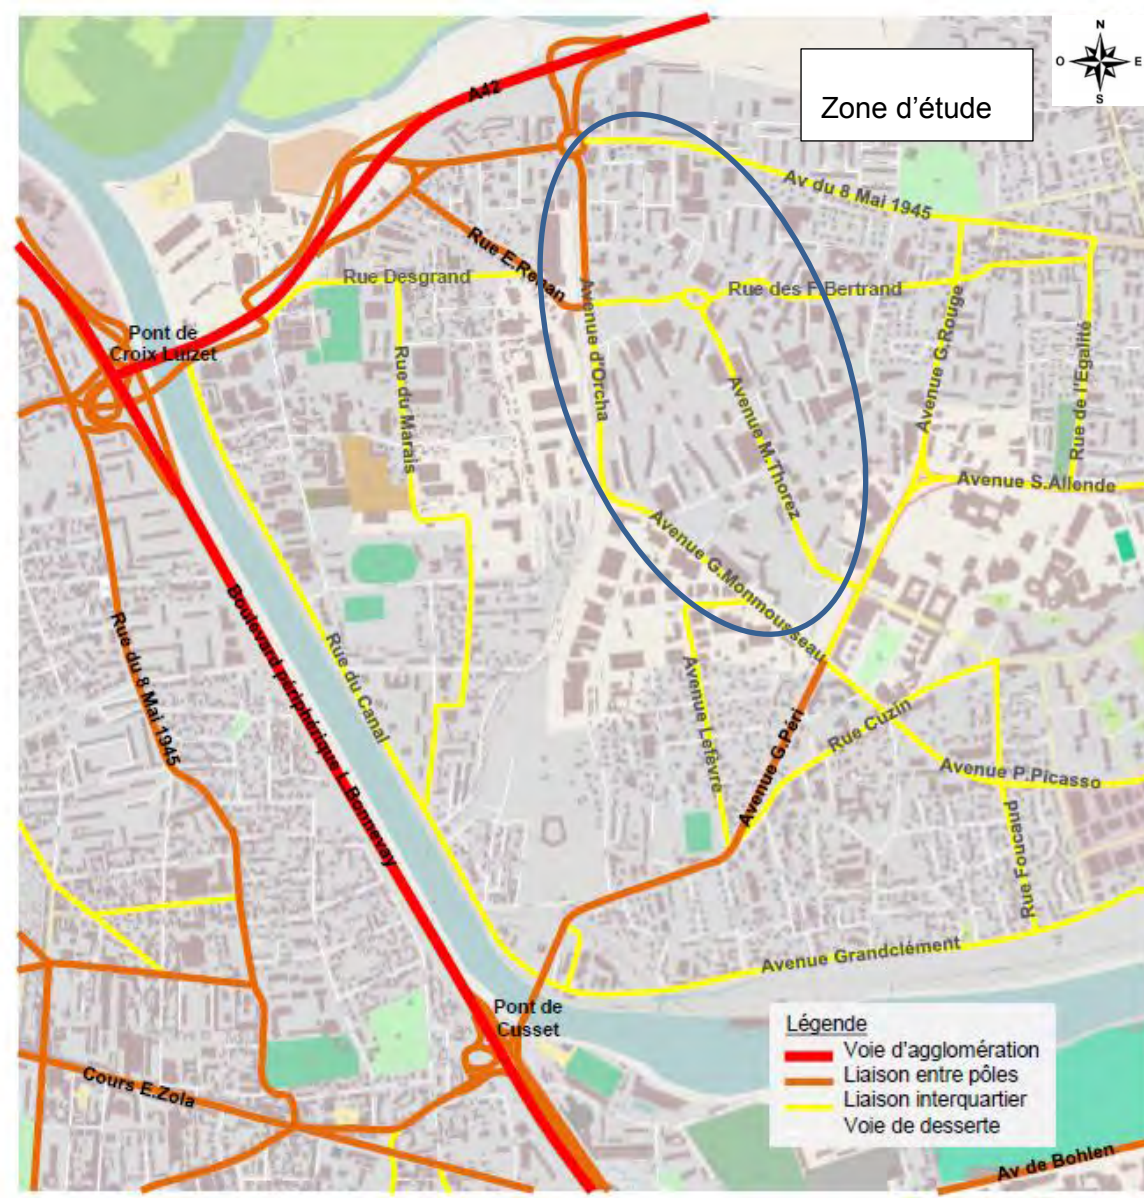 N
O
E
S
Zone d'étude
A42
Av du 8 Mai 1945
Rue E.Renan
Rue Desgrand
Rue des F.Bertrand
Avenue d'Orcha
Pont de
Croix Luizet
Rue du Marais
Avenue G.Rouge
Rue de l'Egalité
Avenue M.Thorez
Avenue S.Allende
Avenue G.Monmousseau
Boulevard périphérique L.Bonnevay
Rue du 8 Mai 1945
Rue du Canal
Avenue Lefèvre
Avenue G.Péri
Rue Cuzin
Avenue P.Picasso
Rue Foucaud
Avenue Grandclément
Pont de
Cusset
Cours E.Zola
Légende
Voie d'agglomération
Liaison entre pôles
Liaison interquartier
Voie de desserte
Av de Bohlen